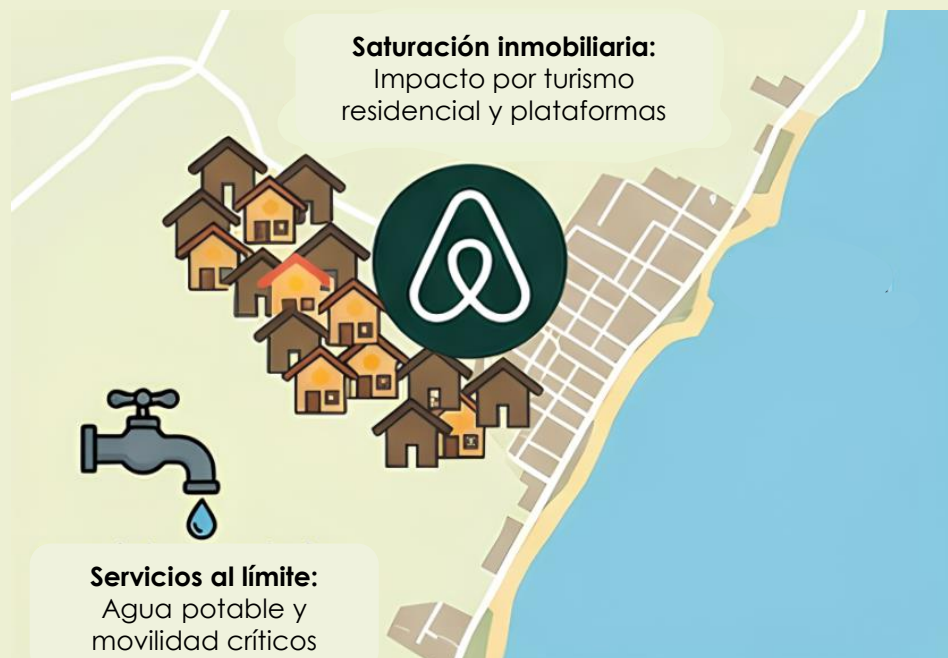 Saturación inmobiliaria:
Impacto por turismo
residencial y plataformas
Servicios al límite:
Agua potable y
movilidad críticos